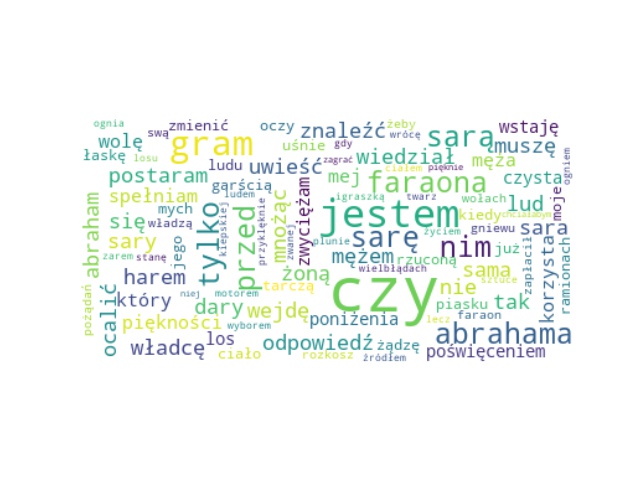 ognia swą zmienić oczy znaleźć żeby wrócę sarą wstaję
wolę gram uśnie gdy muszę
łaskę losu ludu uwieść zagrać wiedział ciałem pięknie męża
postaram garścią mej faraona czysta ogniem
spełniam mych ludem igraszką twarz wołach lud moje
abraham się władzą tylko kiepskiej przed przyklęknie mnożąc zwyciężam jestem kiedy
sary jego zwanej plunie sarę życiem nim gniewu sara
zarem stanę żoną mężem rzuconą już
pożądań harem wielbłądach sama sztuce zapłacił korzysta ramionach
ocalić który niej motorem tarczą czy nie piasku tak
dary wejdę faraon
piękności wyborem poniżenia lecz abrahama
władcę los odpowiedź żądzę
ciało rozkosz źródłem poświęceniem